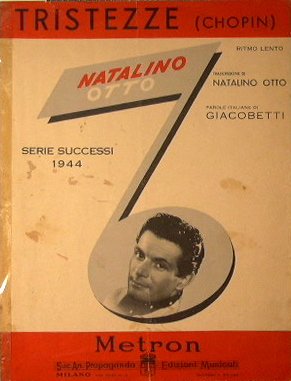 TRISTEZZE (CHOPIN)
RITMO LENTO
NATALINO
OTTO
TRASCRIZIONE DI
NATALINO OTTO
PAROLE ITALIANE DI
GIACOBETTI
SERIE SUCCESSI
1944
Metron
Soc. An. Propaganda Edizioni Musicali
MILANO